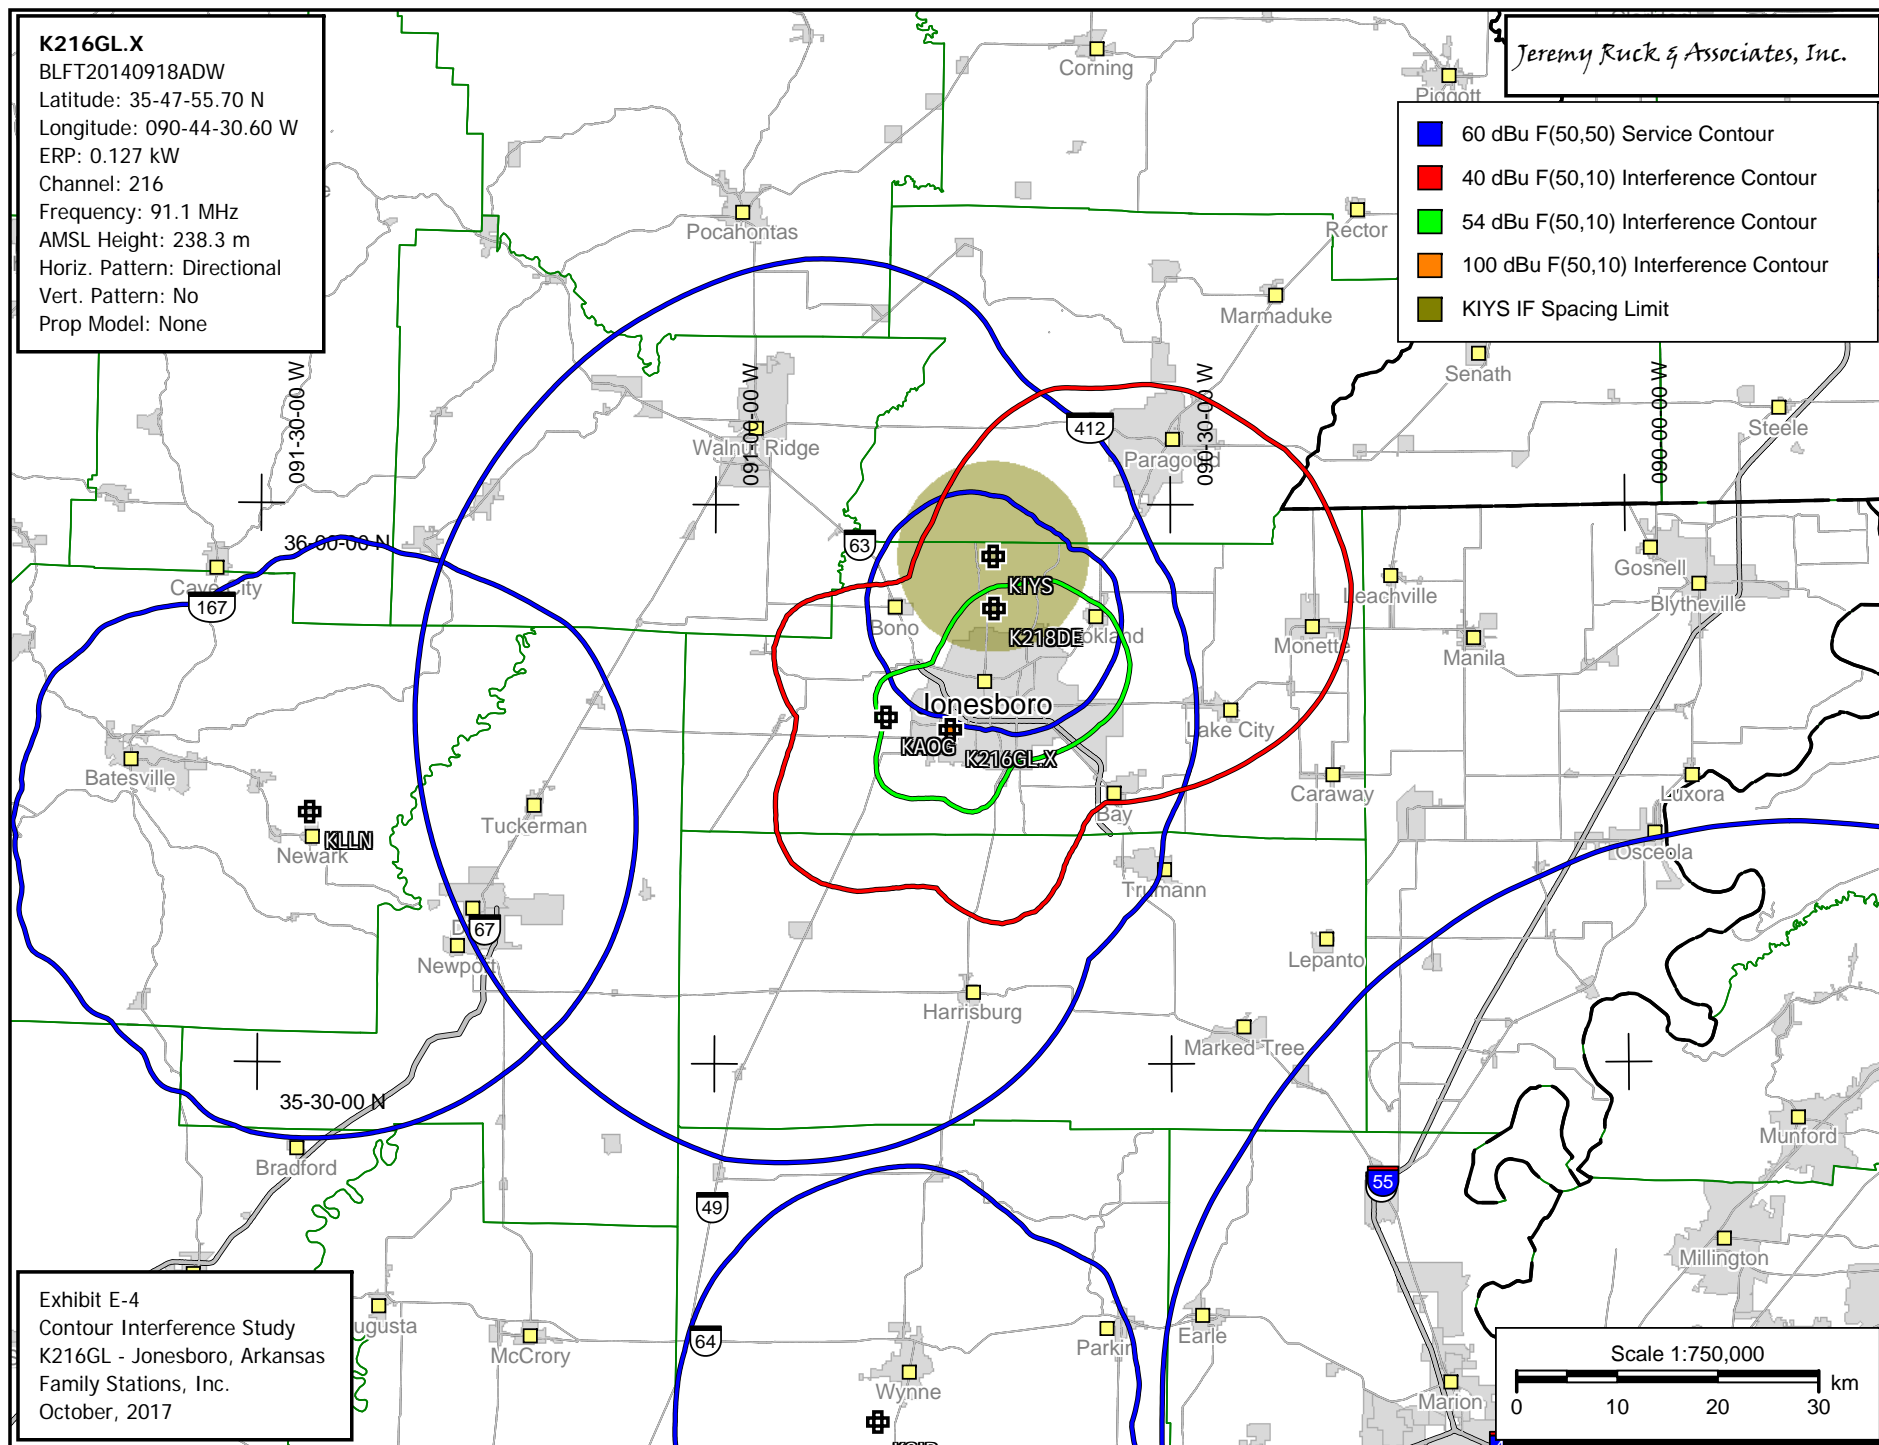 K216GL.X
BLFT20140918ADW
Latitude: 35-47-55.70 N
Longitude: 090-44-30.60 W
ERP: 0.127 kW
Channel: 216
Frequency: 91.1 MHz
AMSL Height: 238.3 m
Horiz. Pattern: Directional
Vert. Pattern: No
Prop Model: None
Jeremy Ruck & Associates, Inc.
60 dBu F(50,50) Service Contour
40 dBu F(50,10) Interference Contour
54 dBu F(50,10) Interference Contour
100 dBu F(50,10) Interference Contour
KIYS IF Spacing Limit
Corning
Piggott
Pocahontas
Rector
Marmaduke
Senath
Steele
091-30-00 W
091-00-00 W
090-30-00 W
090-00-00 W
412
Walnut Ridge
Paragould
36-00-00 N
63
Cave City
167
Gosnell
Blytheville
Leachville
KIYS
Bono
K218DE
okland
Monette
Manila
Jonesboro
Lake City
KAOG
K216GL.X
Batesville
Bay
Caraway
Luxora
Tuckerman
Newark
KLLN
Osceola
Trumann
D
67
Newport
Lepanto
Harrisburg
Marked Tree
35-30-00 N
Bradford
Munford
55
49
Millington
ugusta
McCrory
64
Parkin
Earle
Wynne
Marion
Exhibit E-4
Contour Interference Study
K216GL - Jonesboro, Arkansas
Family Stations, Inc.
October, 2017
Scale 1:750,000
km
0 10 20 30